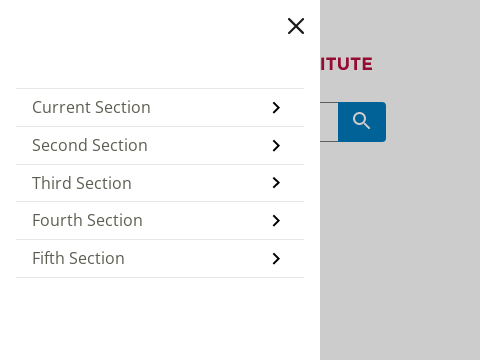 ITUTE
Current Section
Second Section
Third Section
Fourth Section
Fifth Section